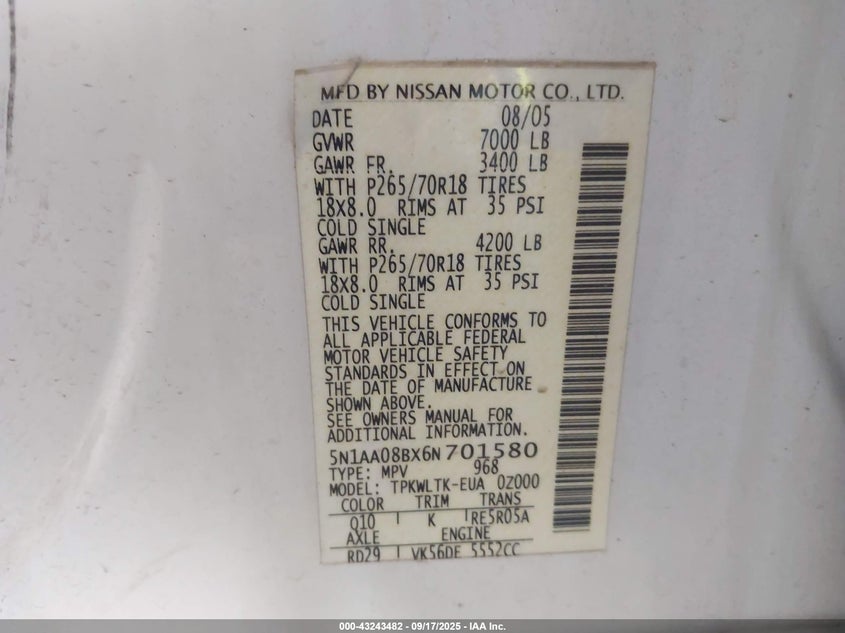 MFD BY NISSAN MOTOR CO., LTD.
DATE 08/05
GVWR 7000 LB
GAWR FR. 3400 LB
WITH P265/70R18 TIRES
18X8.0 RIMS AT 35 PSI
COLD SINGLE
GAWR RR. 4200 LB
WITH P265/70R18 TIRES
18X8.0 RIMS AT 35 PSI
COLD SINGLE
THIS VEHICLE CONFORMS TO
ALL APPLICABLE FEDERAL
MOTOR VEHICLE SAFETY
STANDARDS IN EFFECT ON
THE DATE OF MANUFACTURE
SHOWN ABOVE.
SEE OWNERS MANUAL FOR
ADDITIONAL INFORMATION.
5N1AA08BX6N701580
TYPE: MPV 968
MODEL: TPKWLTK-EUA 0Z000
COLOR TRIM TRANS
Q10 K RE5R05A
AXLE ENGINE
RD29 VK56DE 5552CC
000-43243482 - 09/17/2025 - IAA Inc.